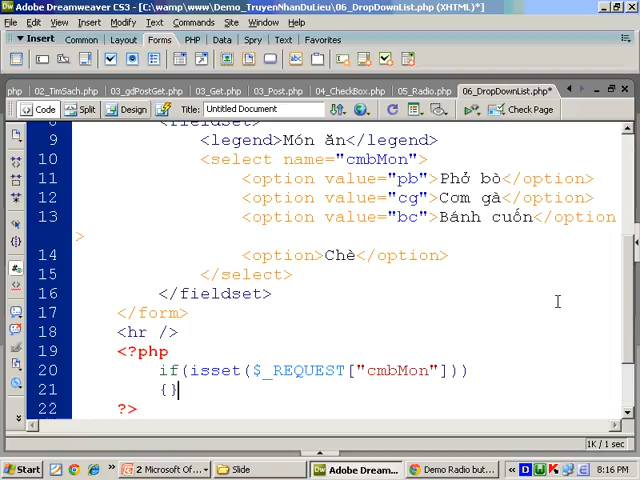 Adobe Dreamweaver CS3 - [C:\wamp\www\Demo_TruyenNhanDuLieu\06_DropDownList.php (XHTML)*]
File Edit View Insert Modify Text Commands Site Window Help
Insert Common Layout Forms PHP Data Spry Text Favorites
php 02_TimSach.php 03_gdPostGet.php 03_Get.php 03_Post.php 04_CheckBox.php 05_Radio.php 06_DropDownList.php*
Code Split Design Title: Untitled Document Check Page
8 <fieldset>
9 <legend>Món ăn</legend>
10 <select name="cmbMon">
11 <option value="pb">Phở bò</option>
12 <option value="cg">Cơm gà</option>
13 <option value="bc">Bánh cuốn</option
>
14 <option>Chè</option>
15 </select>
16 </fieldset>
17 </form>
18 <hr />
19 <?php
20 if(isset($_REQUEST["cmbMon"]))
21 {}
22 ?>
1K / 1 sec
Start 2 Microsoft Of... Slide Adobe Dream... Demo Radio butt... 8:16 PM